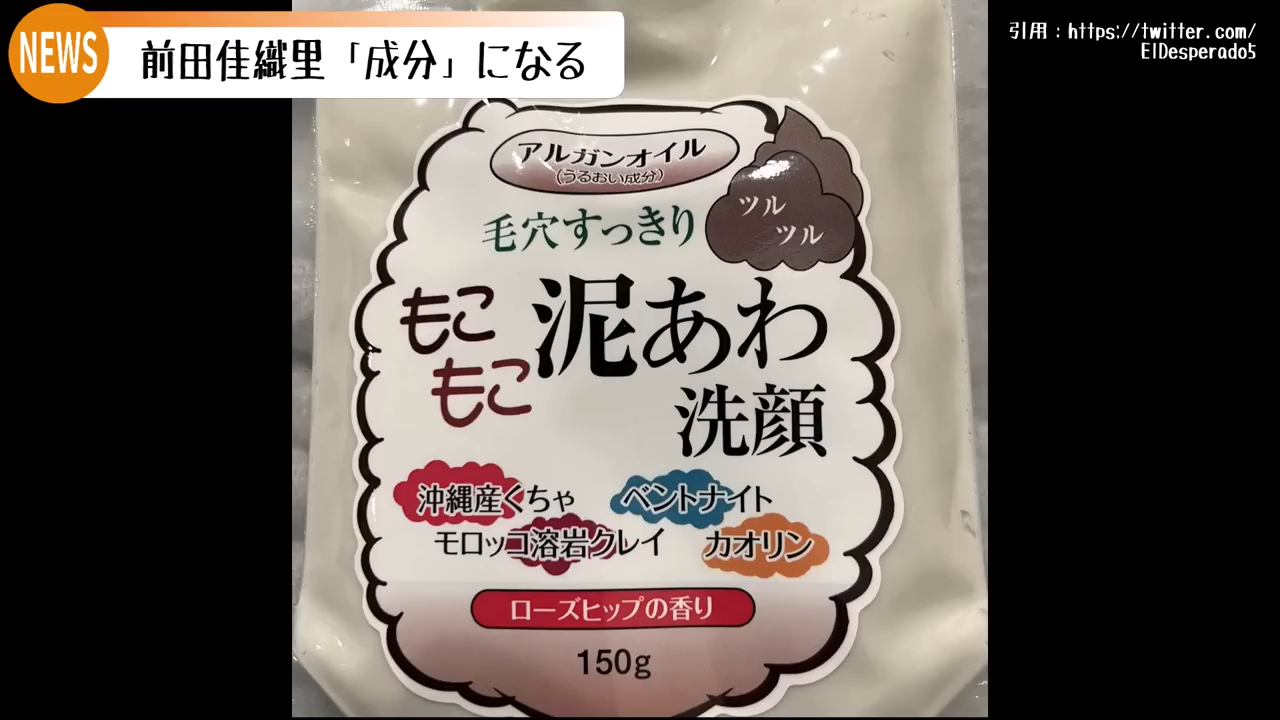 NEWS
前田佳織里「成分」になる
引用：https://twitter.com/
ElDesperado5
アルガンオイル
(うるおい成分)
毛穴すっきり
ツル
ツル
もこ
もこ
泥あわ
洗顔
沖縄産くちゃ
ベントナイト
モロッコ溶岩クレイ
カオリン
ローズヒップの香り
150g